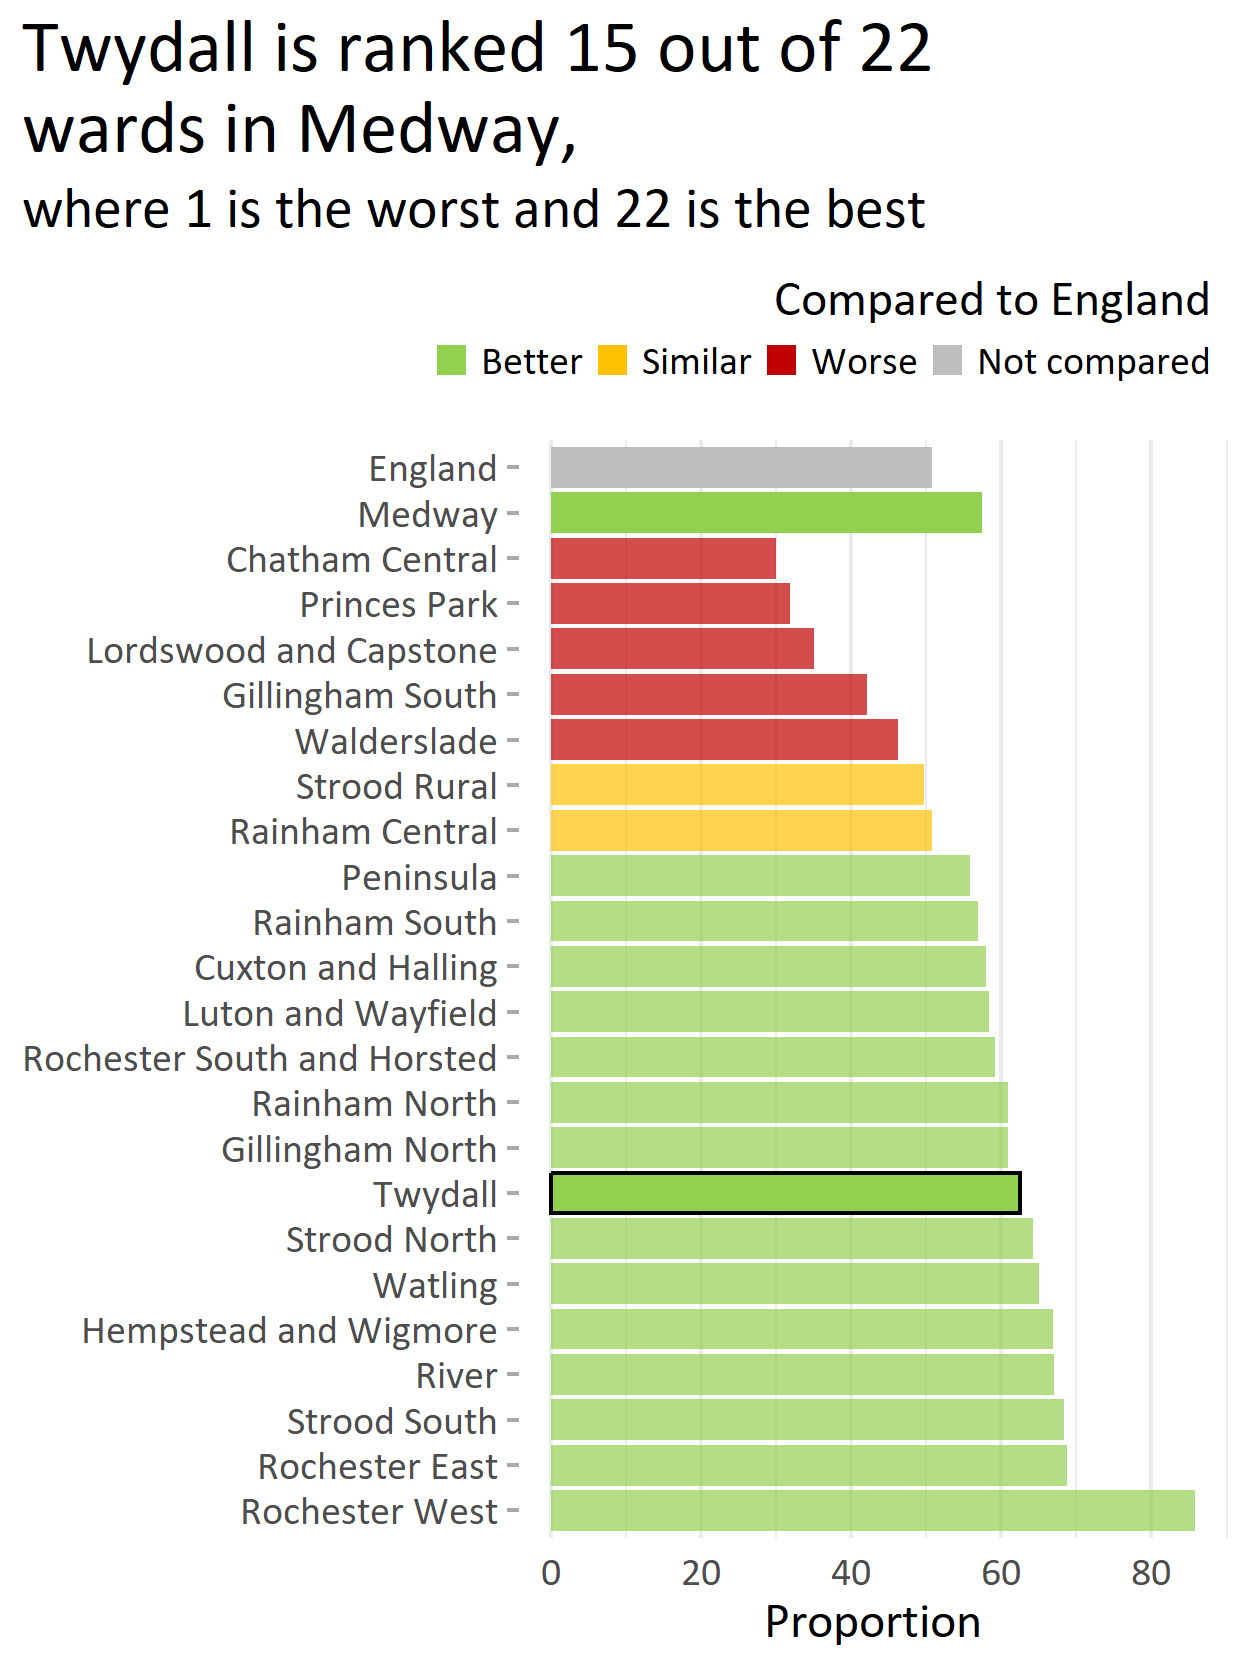 Twydall is ranked 15 out of 22
wards in Medway,
where 1 is the worst and 22 is the best
Compared to England
Better Similar Worse Not compared
England
Medway
Chatham Central
Princes Park
Lordswood and Capstone
Gillingham South
Walderslade
Strood Rural
Rainham Central
Peninsula
Rainham South
Cuxton and Halling
Luton and Wayfield
Rochester South and Horsted
Rainham North
Gillingham North
Twydall
Strood North
Watling
Hempstead and Wigmore
River
Strood South
Rochester East
Rochester West
0 20 40 60 80
Proportion